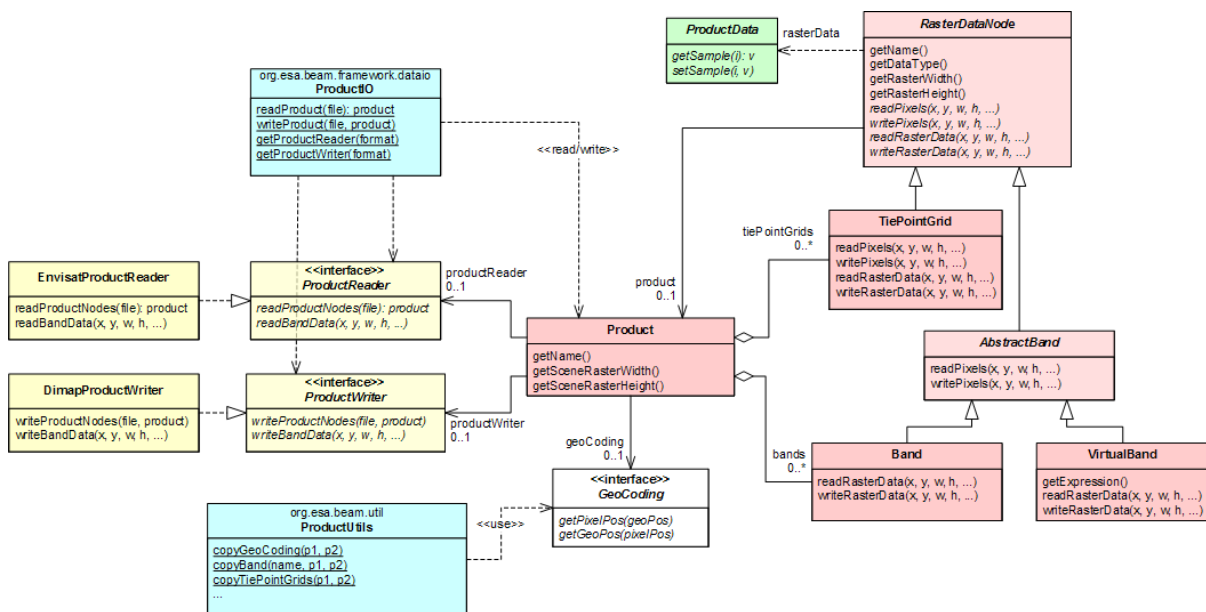 ProductData
getSample(i): v
setSample(i, v)
rasterData
RasterDataNode
getName()
getDataType()
getRasterWidth()
getRasterHeight()
readPixels(x, y, w, h, ...)
writePixels(x, y, w, h, ...)
readRasterData(x, y, w, h, ...)
writeRasterData(x, y, w, h, ...)
org.esa.beam.framework.dataio
ProductIO
readProduct(file): product
writeProduct(file, product)
getProductReader(format)
getProductWriter(format)
<<read/write>>
TiePointGrid
readPixels(x, y, w, h, ...)
writePixels(x, y, w, h, ...)
readRasterData(x, y, w, h, ...)
writeRasterData(x, y, w, h, ...)
tiePointGrids
0..*
EnvisatProductReader
readProductNodes(file): product
readBandData(x, y, w, h, ...)
<<interface>>
ProductReader
readProductNodes(file): product
readBandData(x, y, w, h, ...)
productReader
0..1
product
0..1
Product
getName()
getSceneRasterWidth()
getSceneRasterHeight()
AbstractBand
readPixels(x, y, w, h, ...)
writePixels(x, y, w, h, ...)
DimapProductWriter
writeProductNodes(file, product)
writeBandData(x, y, w, h, ...)
<<interface>>
ProductWriter
writeProductNodes(file, product)
writeBandData(x, y, w, h, ...)
productWriter
0..1
geoCoding
0..1
bands
0..*
Band
readRasterData(x, y, w, h, ...)
writeRasterData(x, y, w, h, ...)
VirtualBand
getExpression()
readRasterData(x, y, w, h, ...)
writeRasterData(x, y, w, h, ...)
<<interface>>
GeoCoding
getPixelPos(geoPos)
getGeoPos(pixelPos)
<<use>>
org.esa.beam.util
ProductUtils
copyGeoCoding(p1, p2)
copyBand(name, p1, p2)
copyTiePointGrids(p1, p2)
...